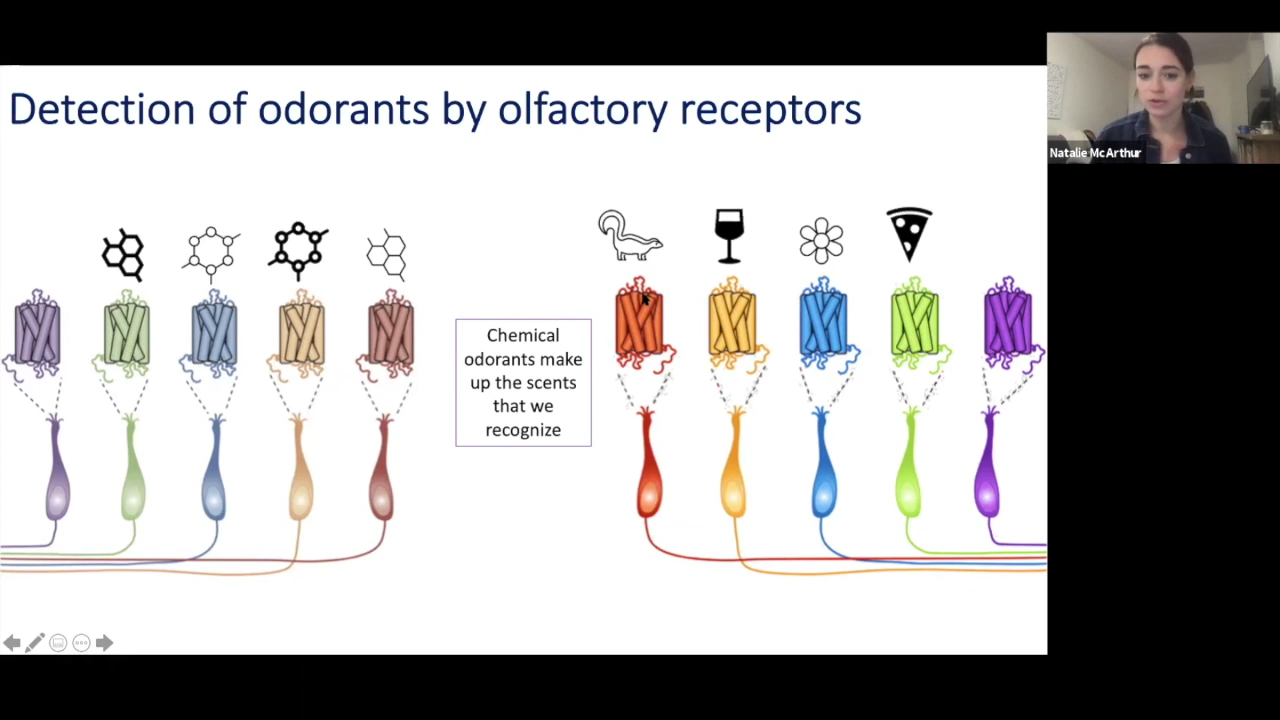 Detection of odorants by olfactory receptors
Natalie McArthur
Chemical
odorants make
up the scents
that we
recognize